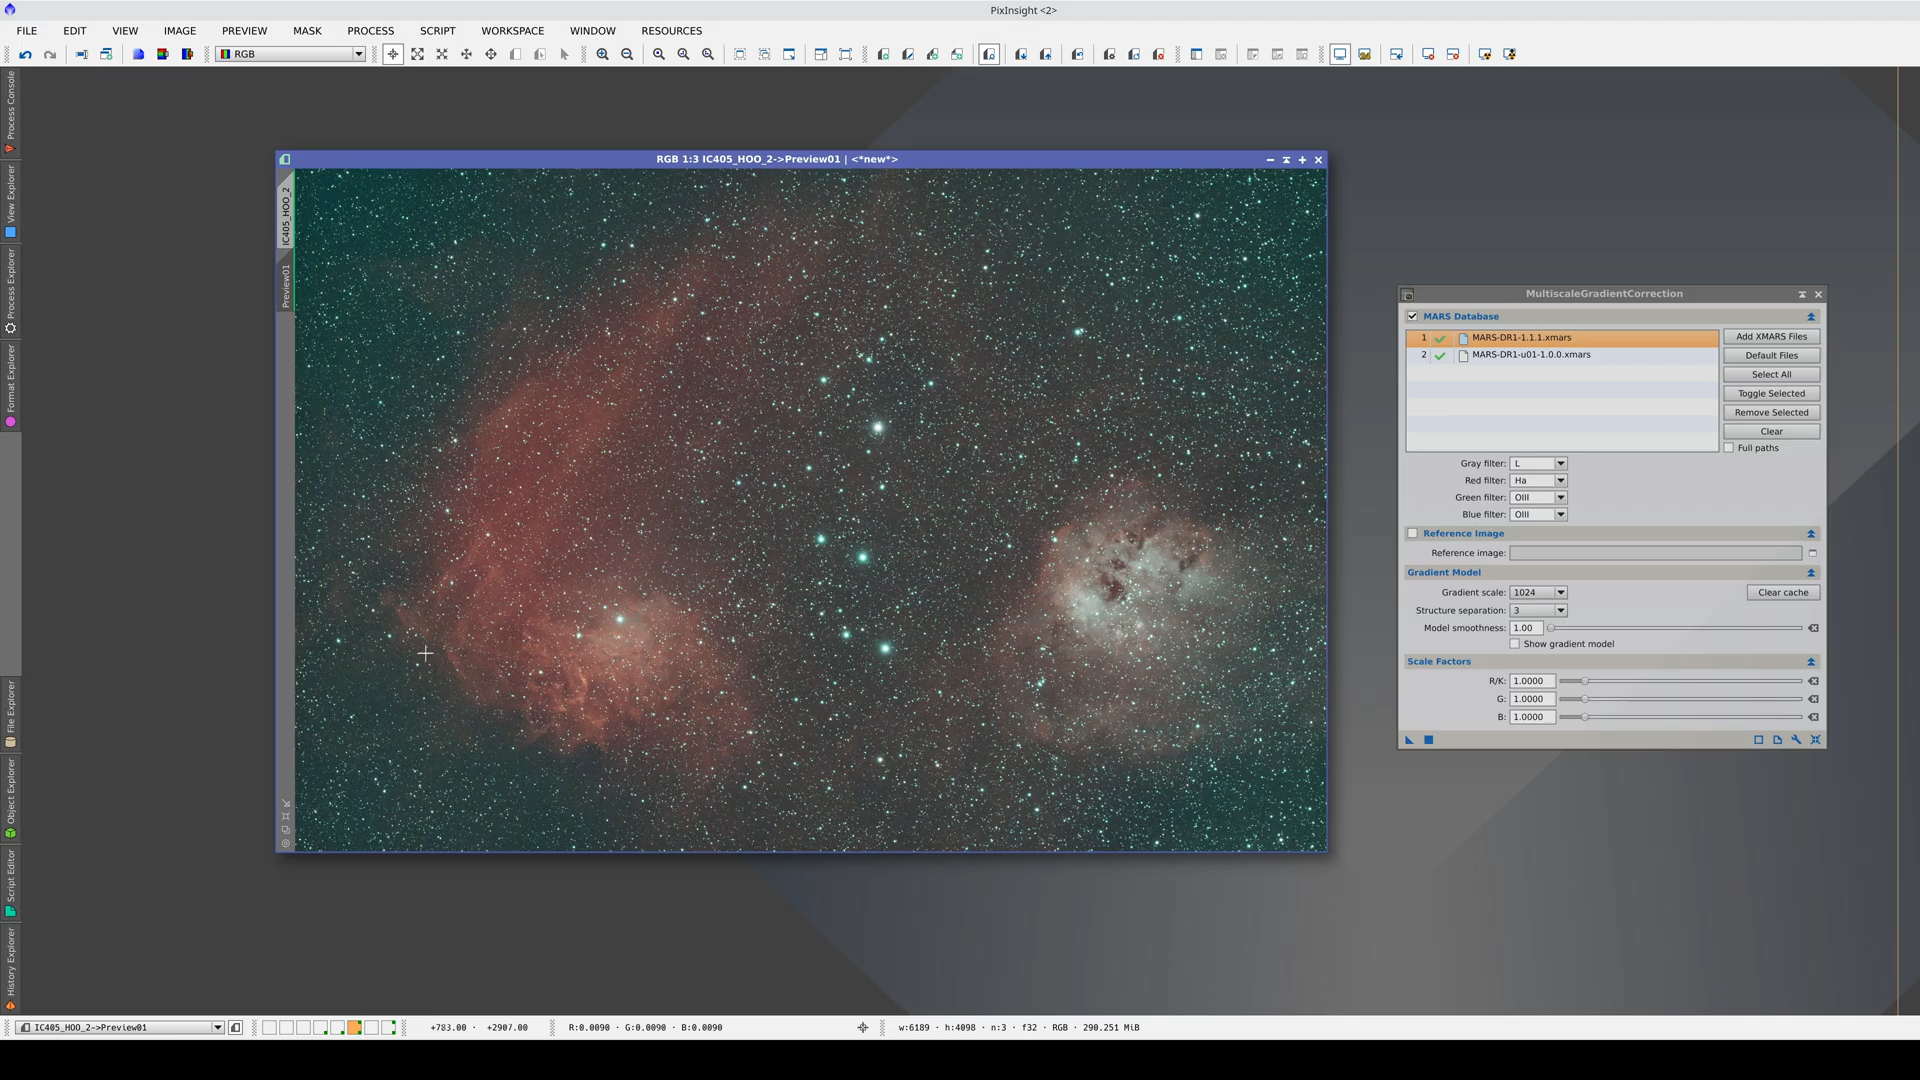 PixInsight <2>
FILE EDIT VIEW IMAGE PREVIEW MASK PROCESS SCRIPT WORKSPACE WINDOW RESOURCES
RGB
Process Console
View Explorer
Process Explorer
Format Explorer
File Explorer
Object Explorer
Script Editor
History Explorer
RGB 1:3 IC405_HOO_2->Preview01 | <*new*>
IC405_HOO_2
Preview01
MultiscaleGradientCorrection
MARS Database
1 MARS-DR1-1.1.1.xmars
2 MARS-DR1-u01-1.0.0.xmars
Add XMARS Files
Default Files
Select All
Toggle Selected
Remove Selected
Clear
Full paths
Gray filter: L
Red filter: Ha
Green filter: OIII
Blue filter: OIII
Reference Image
Reference image:
Gradient Model
Gradient scale: 1024 Clear cache
Structure separation: 3
Model smoothness: 1.00
Show gradient model
Scale Factors
R/K: 1.0000
G: 1.0000
B: 1.0000
IC405_HOO_2->Preview01 +783.00 · +2907.00 R:0.0090 · G:0.0090 · B:0.0090 w:6189 · h:4098 · n:3 · f32 · RGB · 290.251 MiB